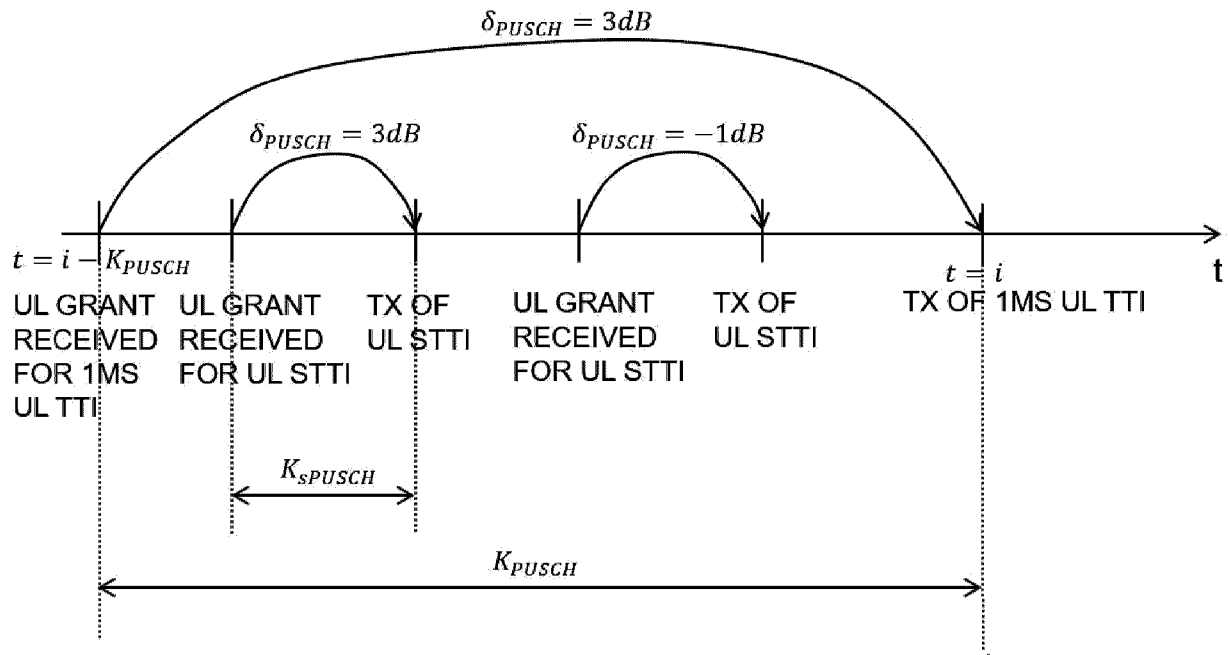 δ_PUSCH = 3dB
δ_PUSCH = 3dB
δ_PUSCH = −1dB
t = i − K_PUSCH
t = i
t
UL GRANT
RECEIVED
FOR 1MS
UL TTI
UL GRANT
RECEIVED
FOR UL STTI
TX OF
UL STTI
UL GRANT
RECEIVED
FOR UL STTI
TX OF
UL STTI
TX OF 1MS UL TTI
K_sPUSCH
K_PUSCH